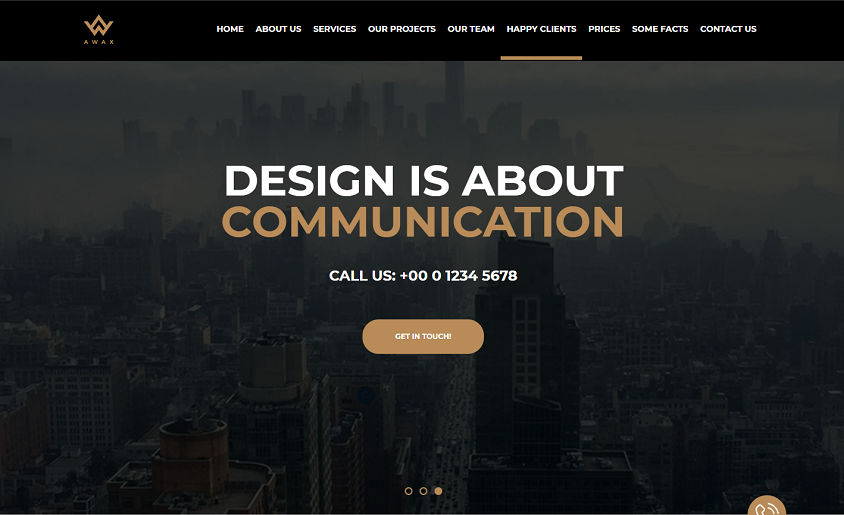 AWAX
HOME ABOUT US SERVICES OUR PROJECTS OUR TEAM HAPPY CLIENTS PRICES SOME FACTS CONTACT US
DESIGN IS ABOUT
COMMUNICATION
CALL US: +00 0 1234 5678
GET IN TOUCH!